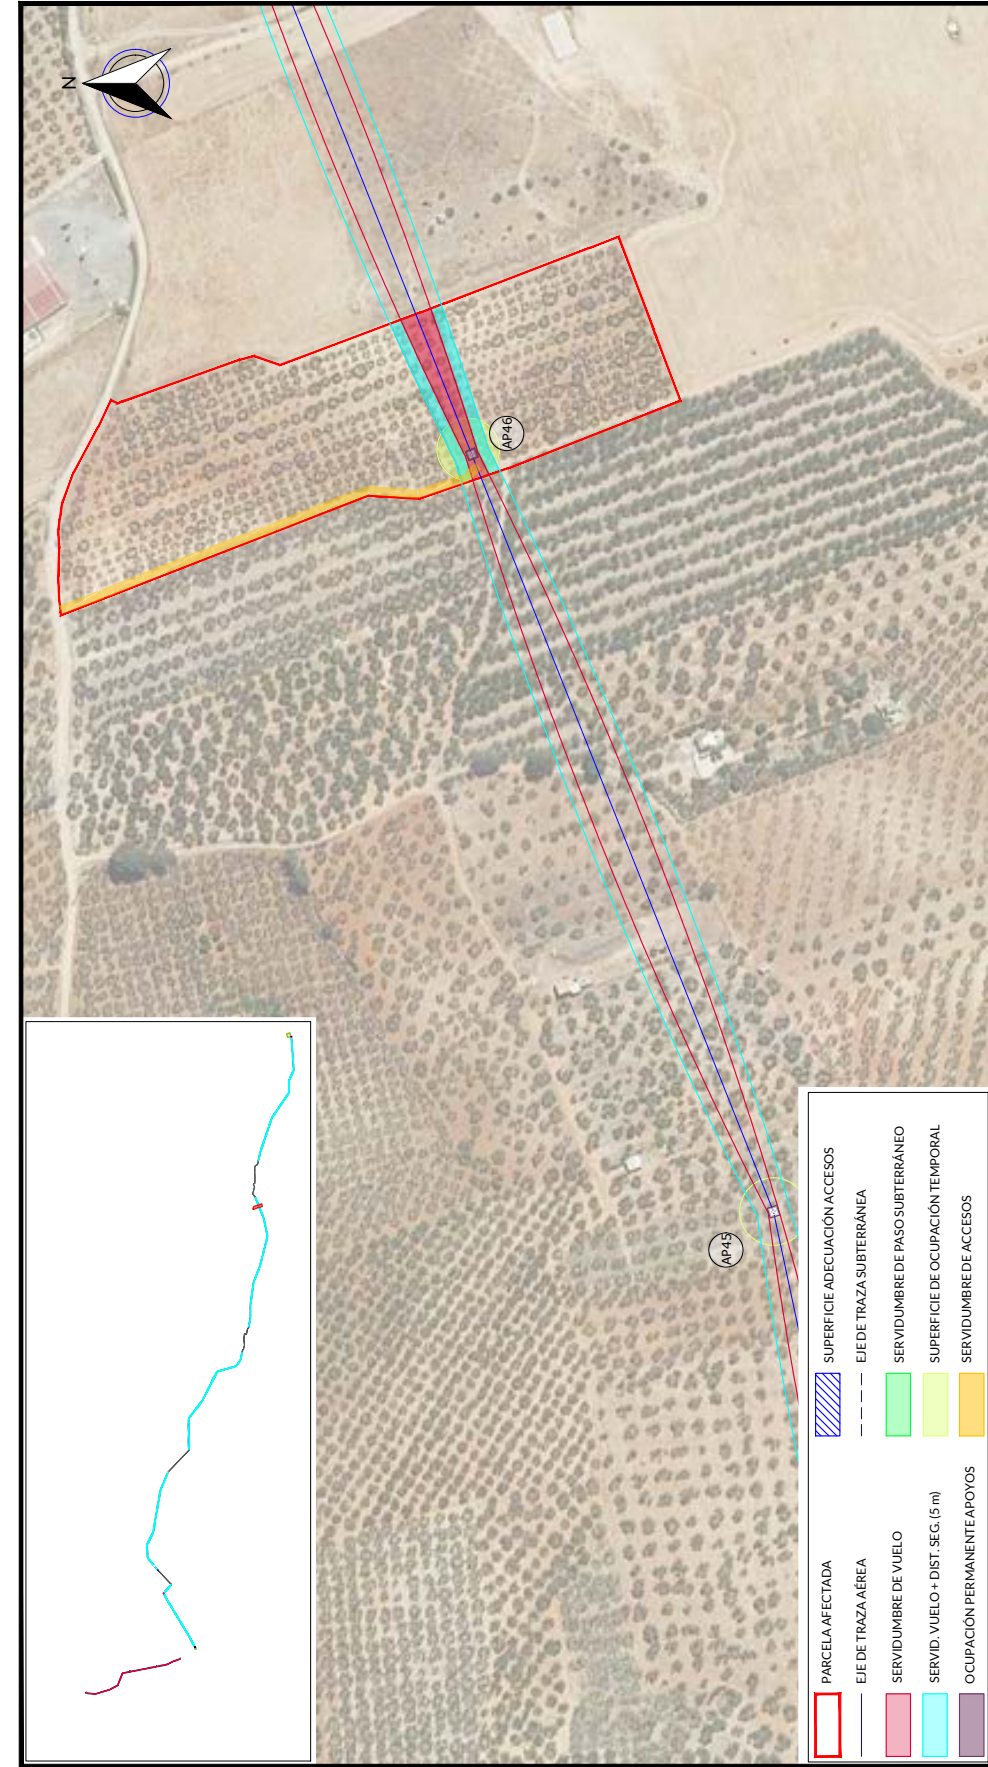 N
AP46
AP45
PARCELA AFECTADA
EJE DE TRAZA AÉREA
SERVIDUMBRE DE VUELO
SERVID. VUELO + DIST. SEG. (5 m)
OCUPACIÓN PERMANENTE APOYOS
SUPERFICIE ADECUACIÓN ACCESOS
EJE DE TRAZA SUBTERRÁNEA
SERVIDUMBRE DE PASO SUBTERRÁNEO
SUPERFICIE DE OCUPACIÓN TEMPORAL
SERVIDUMBRE DE ACCESOS